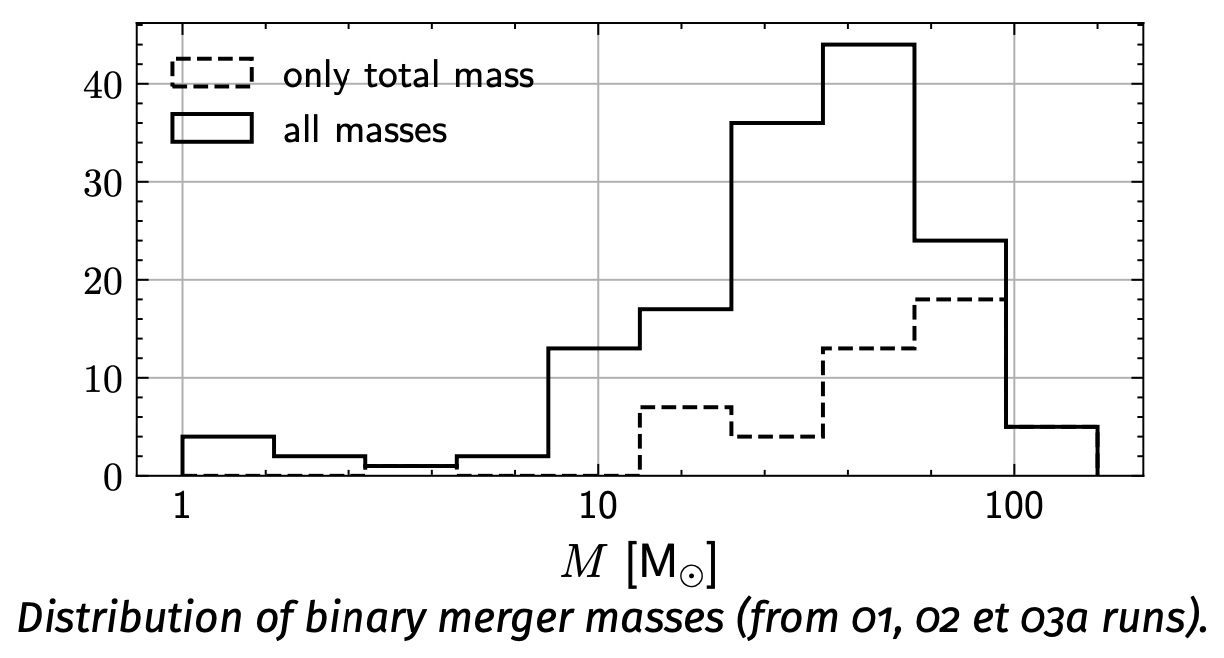 only total mass
all masses
40
30
20
10
0
1 10 100
M [M⊙]
Distribution of binary merger masses (from O1, O2 et O3a runs).